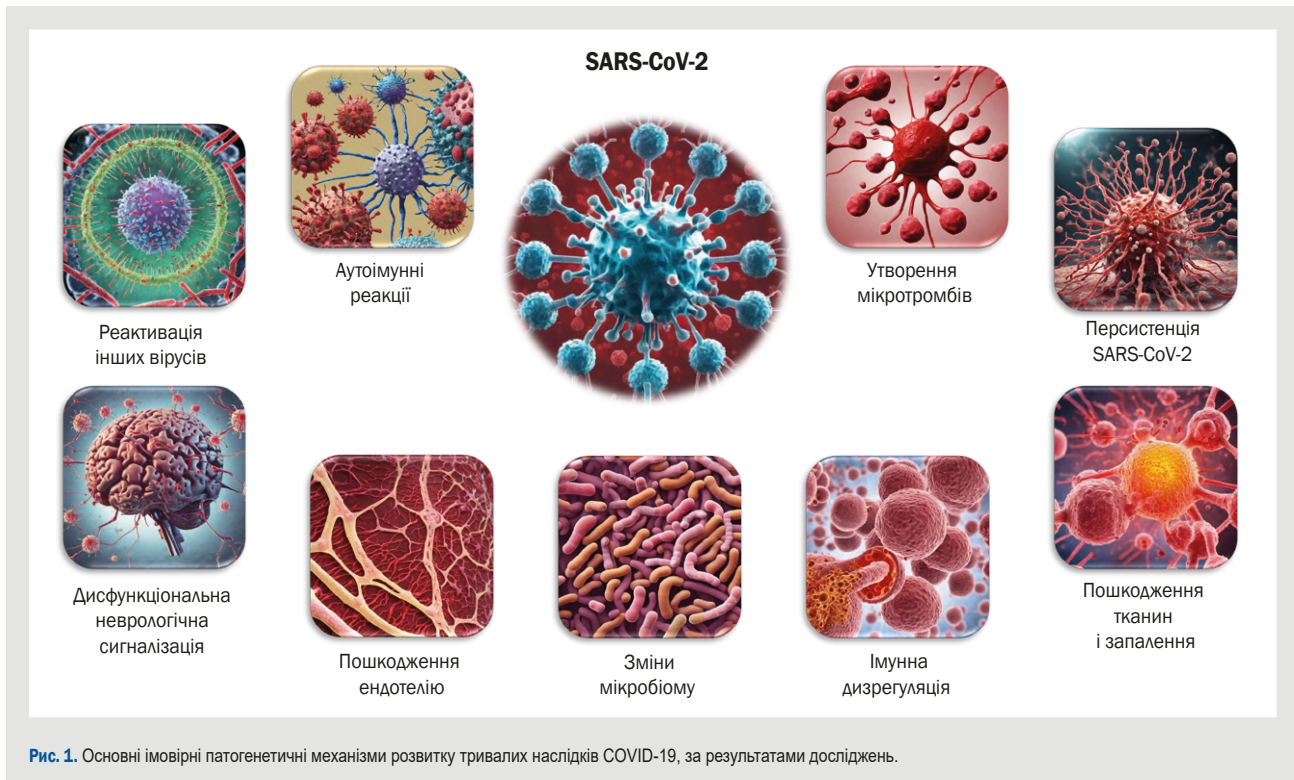 SARS-CoV-2
Реактивація
інших вірусів
Аутоімунні
реакції
Утворення
мікротромбів
Персистенція
SARS-CoV-2
Дисфункціональна
неврологічна
сигналізація
Пошкодження
ендотелію
Зміни
мікробіому
Імунна
дизрегуляція
Пошкодження
тканин
і запалення
Рис. 1. Основні імовірні патогенетичні механізми розвитку тривалих наслідків COVID-19, за результатами досліджень.